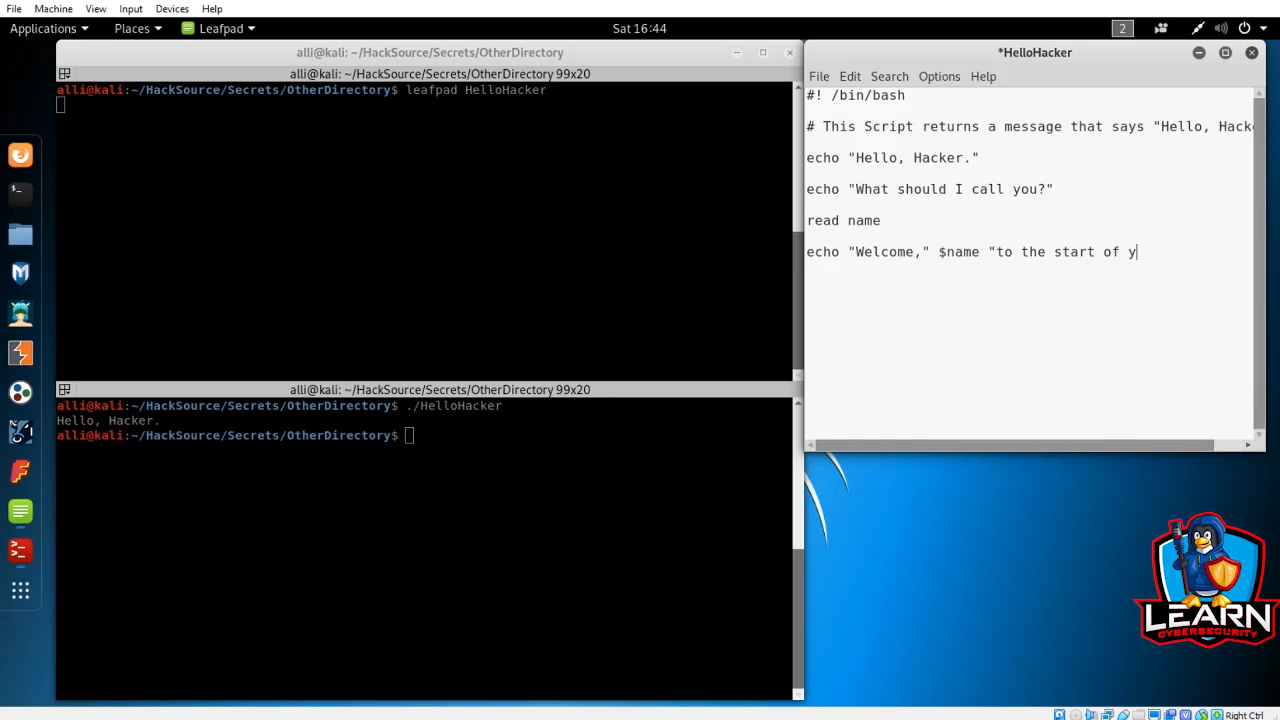 File Machine View Input Devices Help
Applications Places Leafpad Sat 16:44 2
alli@kali: ~/HackSource/Secrets/OtherDirectory
alli@kali: ~/HackSource/Secrets/OtherDirectory 99x20
alli@kali:~/HackSource/Secrets/OtherDirectory$ leafpad HelloHacker
alli@kali: ~/HackSource/Secrets/OtherDirectory 99x20
alli@kali:~/HackSource/Secrets/OtherDirectory$ ./HelloHacker
Hello, Hacker.
alli@kali:~/HackSource/Secrets/OtherDirectory$
*HelloHacker
File Edit Search Options Help
#! /bin/bash
# This Script returns a message that says "Hello, Hacke
echo "Hello, Hacker."
echo "What should I call you?"
read name
echo "Welcome," $name "to the start of y
LEARN
CYBERSECURITY
Right Ctrl